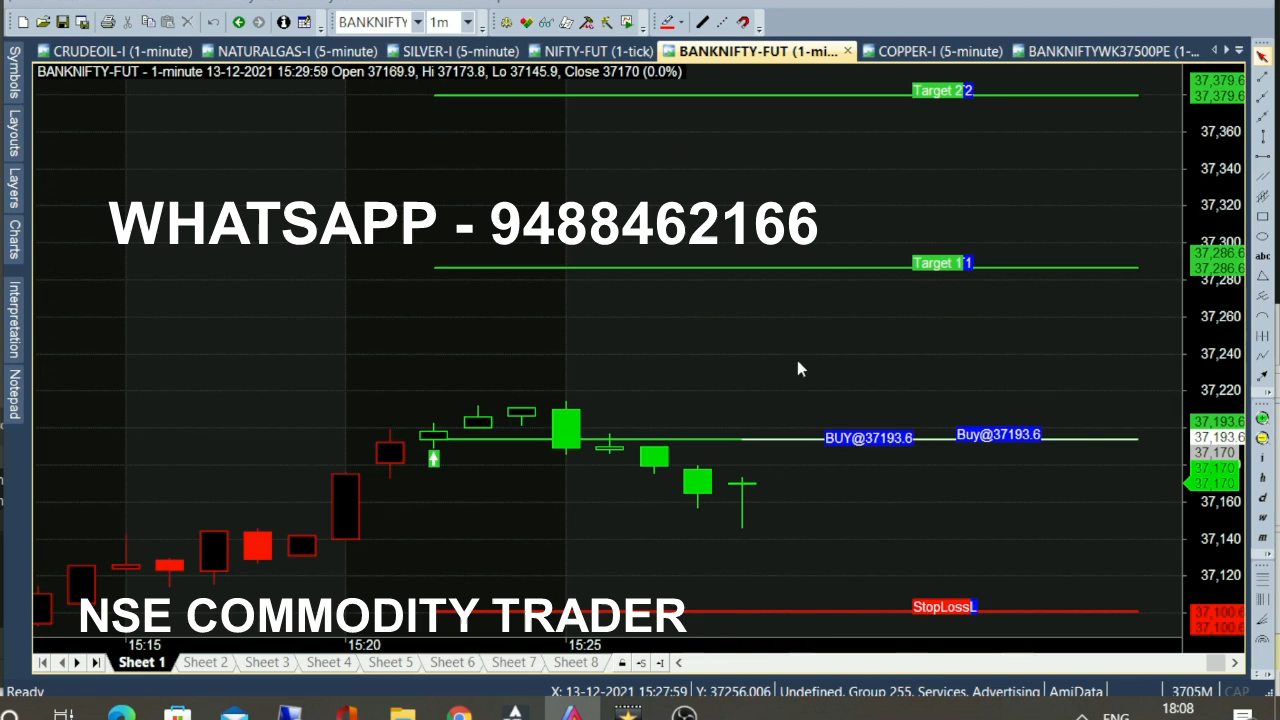 BANKNIFTY 1m
CRUDEOIL-I (1-minute) NATURALGAS-I (5-minute) SILVER-I (5-minute) NIFTY-FUT (1-tick) BANKNIFTY-FUT (1-mi... × COPPER-I (5-minute) BANKNIFTYWK37500PE (1-...
BANKNIFTY-FUT - 1-minute 13-12-2021 15:29:59 Open 37169.9, Hi 37173.8, Lo 37145.9, Close 37170 (0.0%)
Symbols
Layouts
Layers
Charts
Interpretation
Notepad
Target 2 T2
37,379.6
37,379.6
37,360
37,340
37,320
37,300
WHATSAPP - 9488462166
37,286.6
Target 1 T1
37,286.6
37,280
37,260
37,240
37,220
37,193.6
BUY@37193.6 Buy@37193.6
37,193.6
37,170
37,170
37,170
37,160
37,140
37,120
StopLoss
37,100.6
37,100.6
NSE COMMODITY TRADER
15:15 15:20 15:25
Sheet 1 Sheet 2 Sheet 3 Sheet 4 Sheet 5 Sheet 6 Sheet 7 Sheet 8
Ready X: 13-12-2021 15:27:59 Y: 37256.006 Undefined, Group 255, Services, Advertising AmiData 3705M CAP
ENG 18:08
abc
i
h
d
w
m